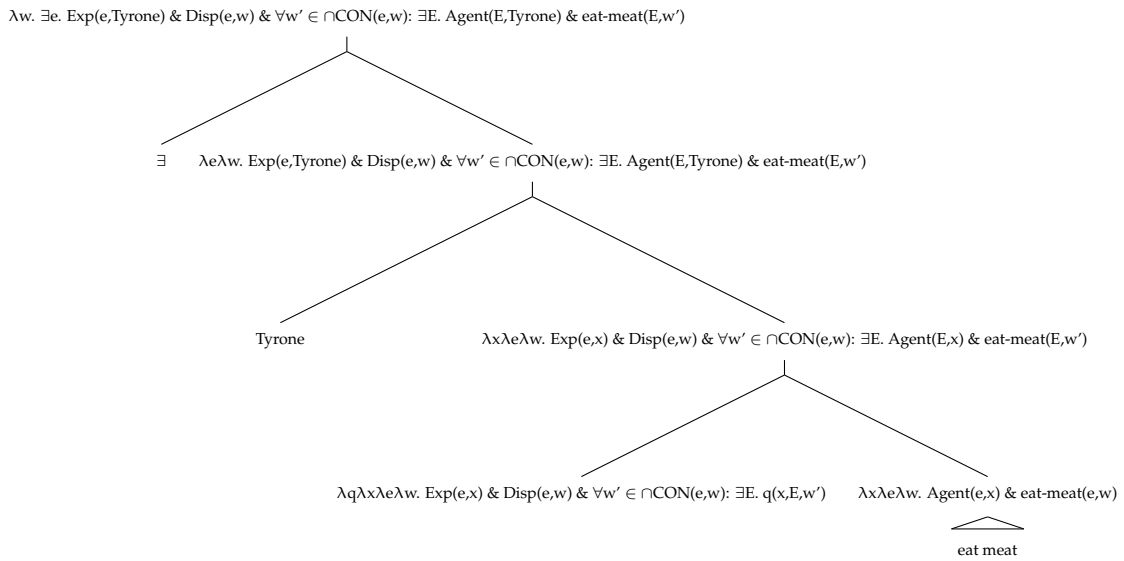 λw. ∃e. Exp(e,Tyrone) & Disp(e,w) & ∀w' ∈ ∩CON(e,w): ∃E. Agent(E,Tyrone) & eat-meat(E,w')
∃ λeλw. Exp(e,Tyrone) & Disp(e,w) & ∀w' ∈ ∩CON(e,w): ∃E. Agent(E,Tyrone) & eat-meat(E,w')
Tyrone λxλeλw. Exp(e,x) & Disp(e,w) & ∀w' ∈ ∩CON(e,w): ∃E. Agent(E,x) & eat-meat(E,w')
λqλxλeλw. Exp(e,x) & Disp(e,w) & ∀w' ∈ ∩CON(e,w): ∃E. q(x,E,w') λxλeλw. Agent(e,x) & eat-meat(e,w)
eat meat